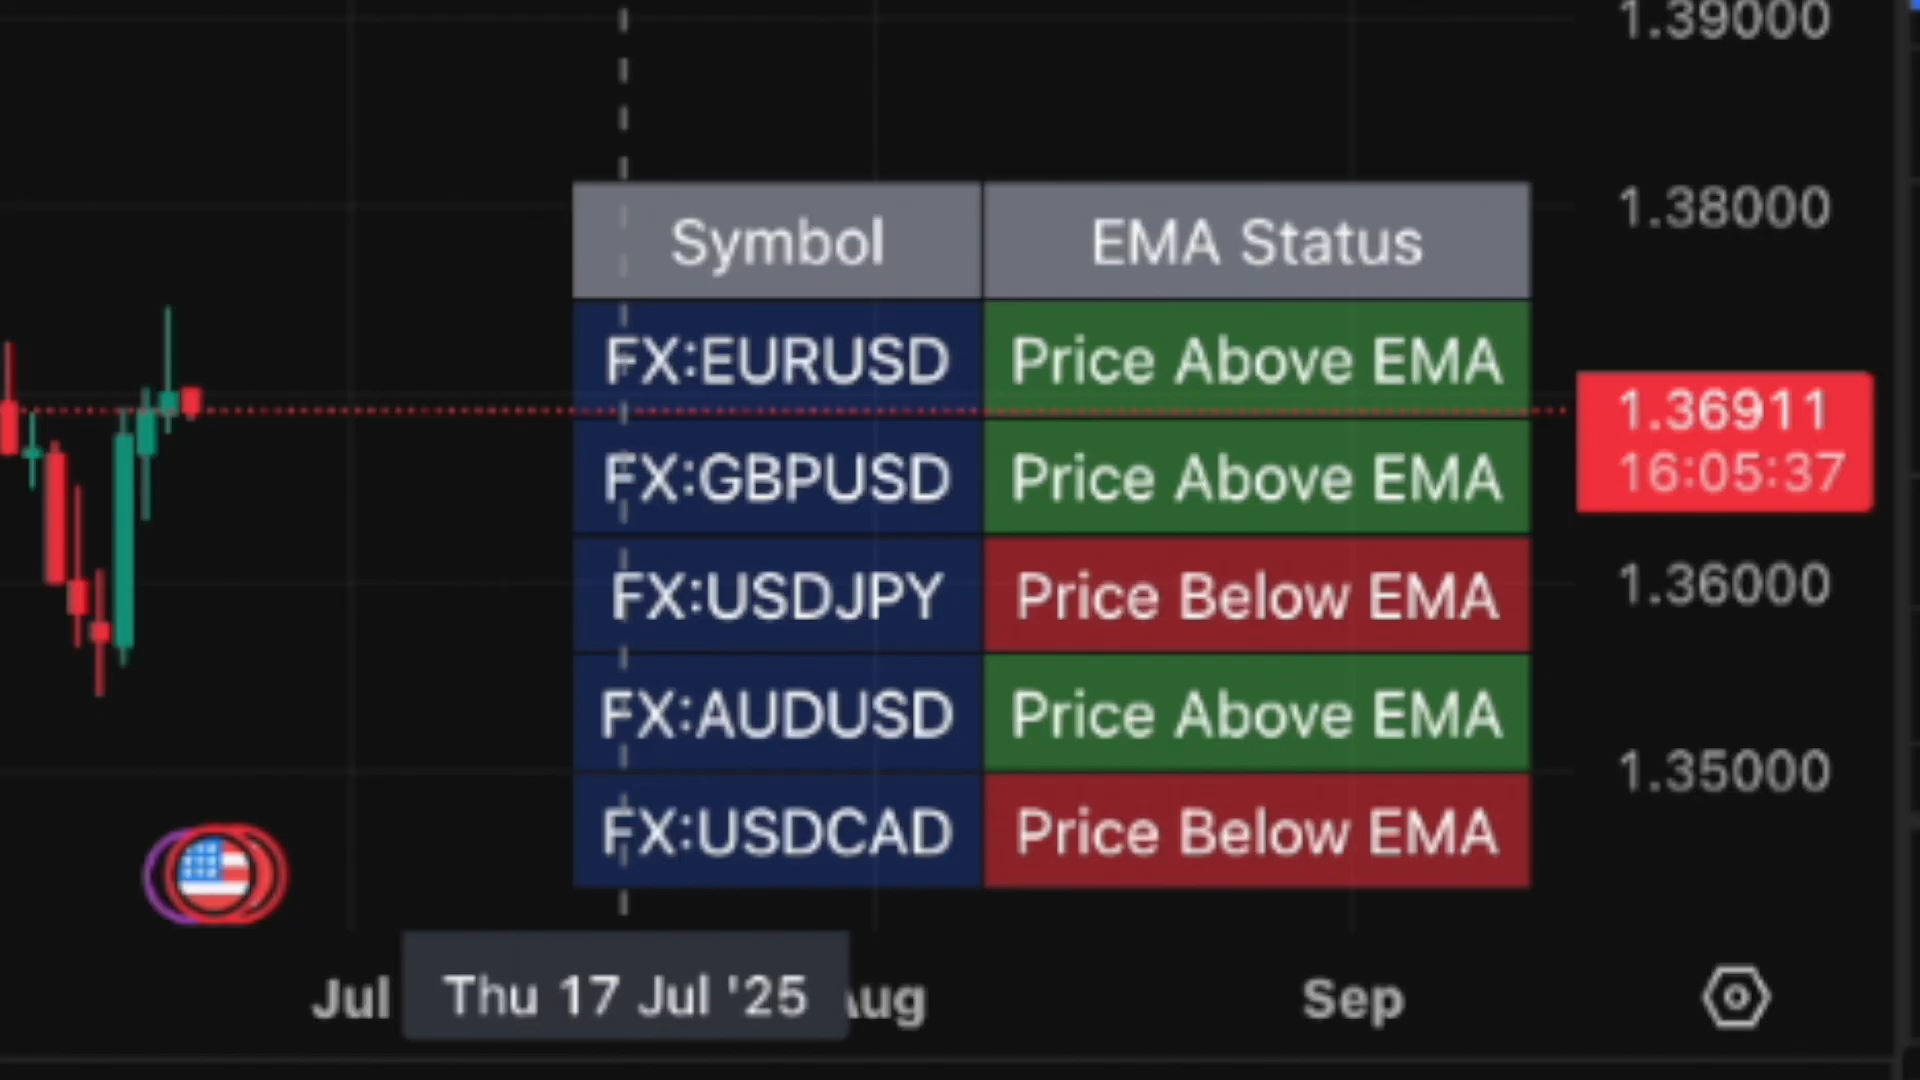 1.39000
1.38000
Symbol EMA Status
FX:EURUSD Price Above EMA
1.36911
16:05:37
FX:GBPUSD Price Above EMA
FX:USDJPY Price Below EMA
1.36000
FX:AUDUSD Price Above EMA
1.35000
FX:USDCAD Price Below EMA
Jul Thu 17 Jul '25 Aug Sep